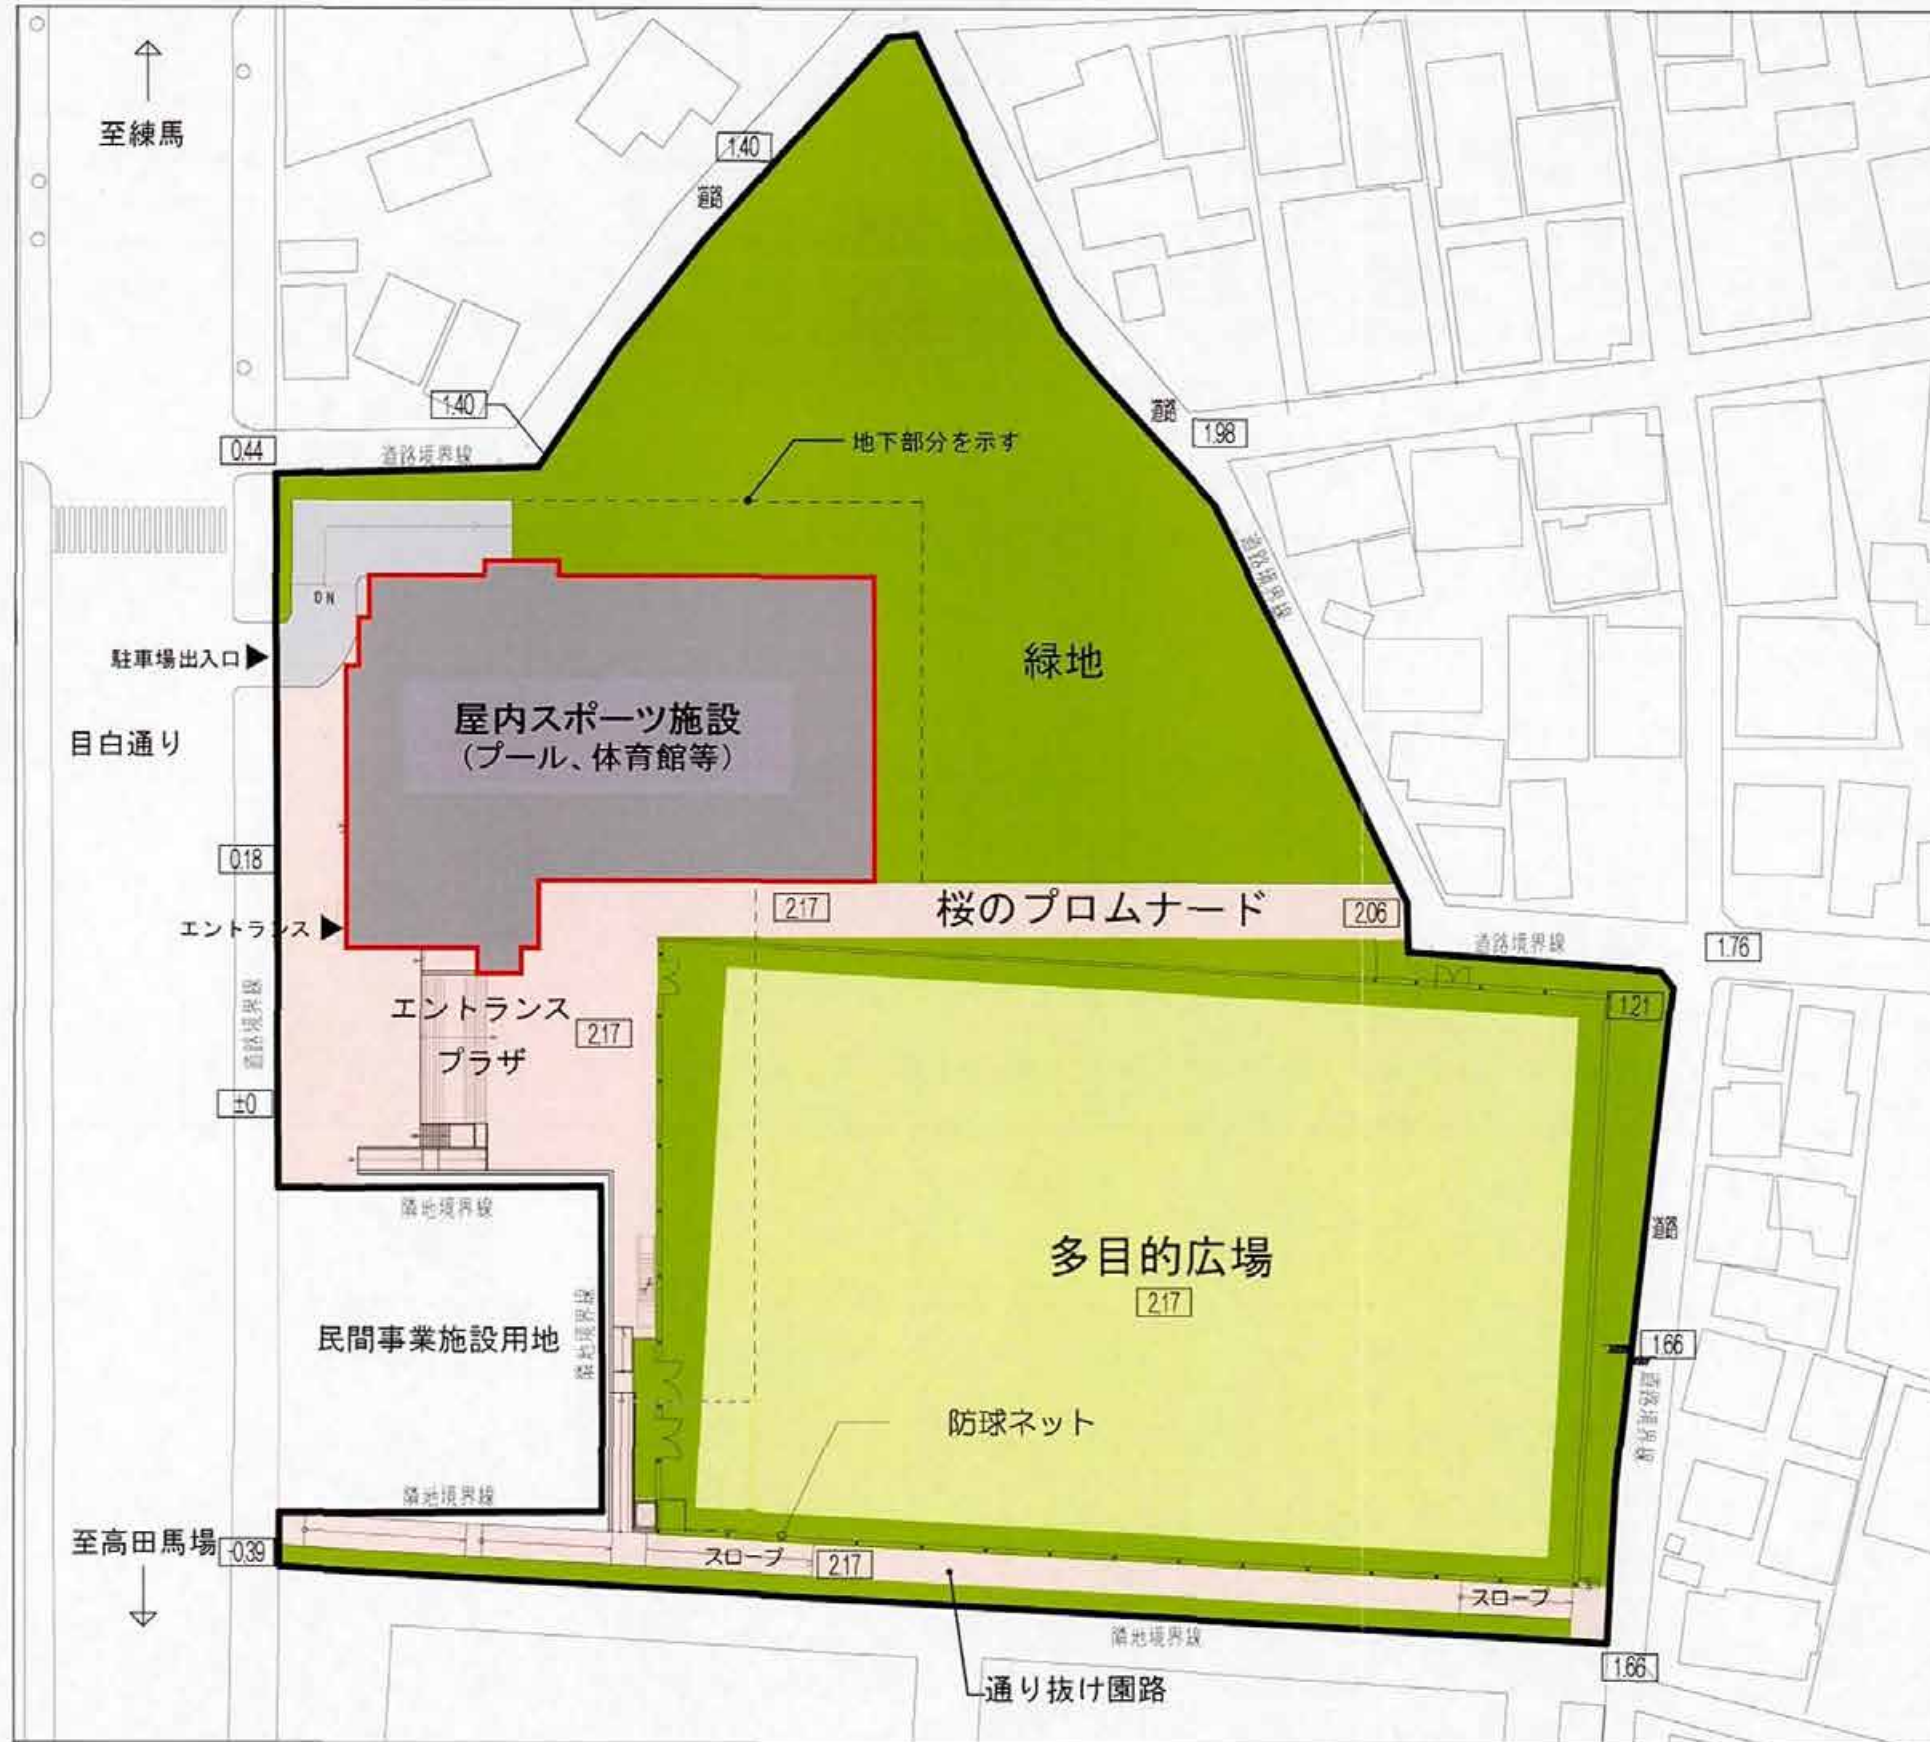 至練馬
1.40
道路
1.40
0.44
道路境界線
地下部分を示す
道路
1.98
道路境界線
DN
駐車場出入口
緑地
屋内スポーツ施設
(プール、体育館等)
目白通り
0.18
エントランス
2.17
桜のプロムナード
2.06
道路境界線
1.76
エントランス
プラザ
2.17
1.21
道路境界線
±0
隣地境界線
道路
多目的広場
2.17
民間事業施設用地
隣地境界線
1.66
道路境界線
防球ネット
隣地境界線
至高田馬場
-0.39
スロープ
2.17
スロープ
隣地境界線
1.66
通り抜け園路